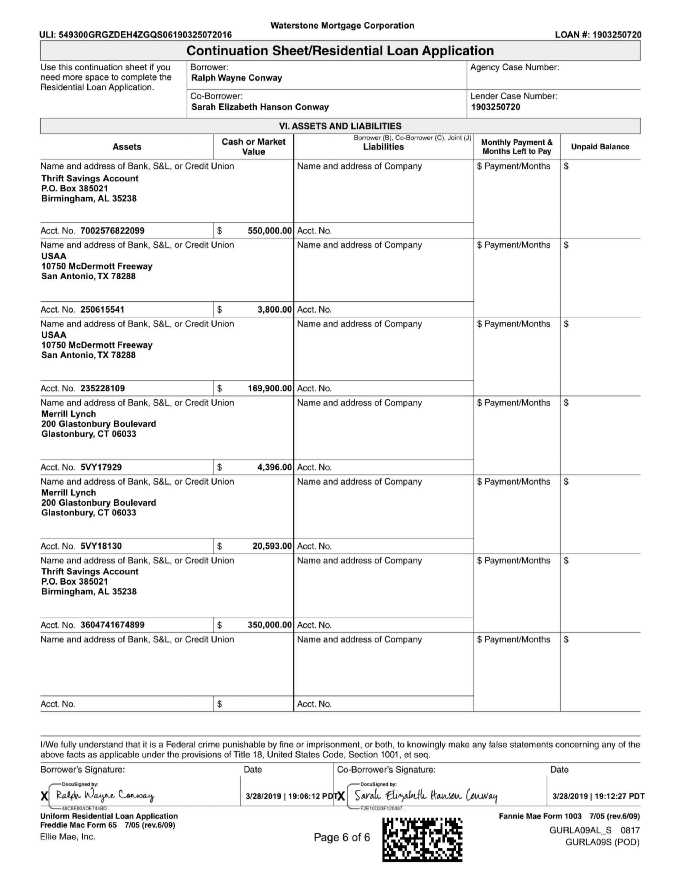 Waterstone Mortgage Corporation
ULI: 549300GRGZDEH4ZGQS06190325072016 LOAN #: 1903250720
Continuation Sheet/Residential Loan Application
Use this continuation sheet if you need more space to complete the Residential Loan Application.
Borrower:
Ralph Wayne Conway
Agency Case Number:
Co-Borrower:
Sarah Elizabeth Hanson Conway
Lender Case Number:
1903250720
VI. ASSETS AND LIABILITIES
Assets
Cash or Market Value
Borrower (B), Co-Borrower (C), Joint (J)
Liabilities
Monthly Payment & Months Left to Pay
Unpaid Balance
Name and address of Bank, S&L, or Credit Union Name and address of Company $ Payment/Months $
Thrift Savings Account
P.O. Box 385021
Birmingham, AL 35238
Acct. No. 7002576822099 $ 550,000.00 Acct. No.
Name and address of Bank, S&L, or Credit Union Name and address of Company $ Payment/Months $
USAA
10750 McDermott Freeway
San Antonio, TX 78288
Acct. No. 250615541 $ 3,800.00 Acct. No.
Name and address of Bank, S&L, or Credit Union Name and address of Company $ Payment/Months $
USAA
10750 McDermott Freeway
San Antonio, TX 78288
Acct. No. 235228109 $ 169,900.00 Acct. No.
Name and address of Bank, S&L, or Credit Union Name and address of Company $ Payment/Months $
Merrill Lynch
200 Glastonbury Boulevard
Glastonbury, CT 06033
Acct. No. 5VY17929 $ 4,396.00 Acct. No.
Name and address of Bank, S&L, or Credit Union Name and address of Company $ Payment/Months $
Merrill Lynch
200 Glastonbury Boulevard
Glastonbury, CT 06033
Acct. No. 5VY18130 $ 20,593.00 Acct. No.
Name and address of Bank, S&L, or Credit Union Name and address of Company $ Payment/Months $
Thrift Savings Account
P.O. Box 385021
Birmingham, AL 35238
Acct. No. 3604741674899 $ 350,000.00 Acct. No.
Name and address of Bank, S&L, or Credit Union Name and address of Company $ Payment/Months $
Acct. No. $ Acct. No.
I/We fully understand that it is a Federal crime punishable by fine or imprisonment, or both, to knowingly make any false statements concerning any of the
above facts as applicable under the provisions of Title 18, United States Code, Section 1001, et seq.
Borrower's Signature: Date Co-Borrower's Signature: Date
DocuSigned by: DocuSigned by:
X Ralph Wayne Conway 3/28/2019 | 19:06:12 PDT X Sarah Elizabeth Hanson Conway 3/28/2019 | 19:12:27 PDT
Uniform Residential Loan Application Fannie Mae Form 1003 7/05 (rev.6/09)
Freddie Mac Form 65 7/05 (rev.6/09)
Ellie Mae, Inc. Page 6 of 6 GURLA09AL_S 0817
GURLA09S (POD)